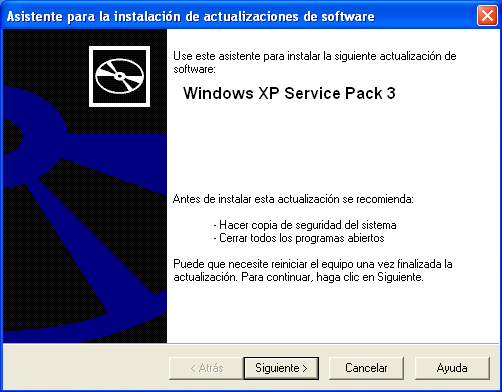 Asistente para la instalación de actualizaciones de software
Use este asistente para instalar la siguiente actualización de
software:
Windows XP Service Pack 3
Antes de instalar esta actualización se recomienda:
- Hacer copia de seguridad del sistema
- Cerrar todos los programas abiertos
Puede que necesite reiniciar el equipo una vez finalizada la
actualización. Para continuar, haga clic en Siguiente.
< Atrás
Siguiente >
Cancelar
Ayuda